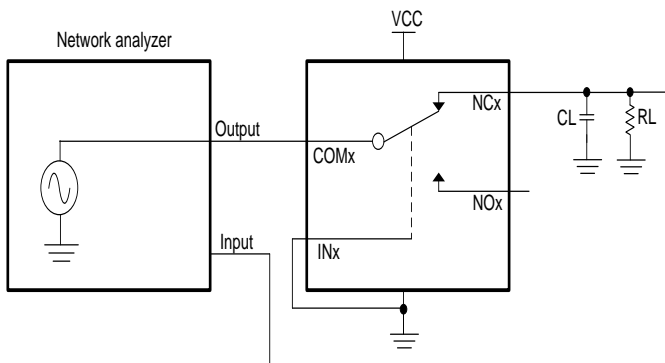 VCC
Network analyzer
NCx
CL
RL
Output
COMx
NOx
Input
INx